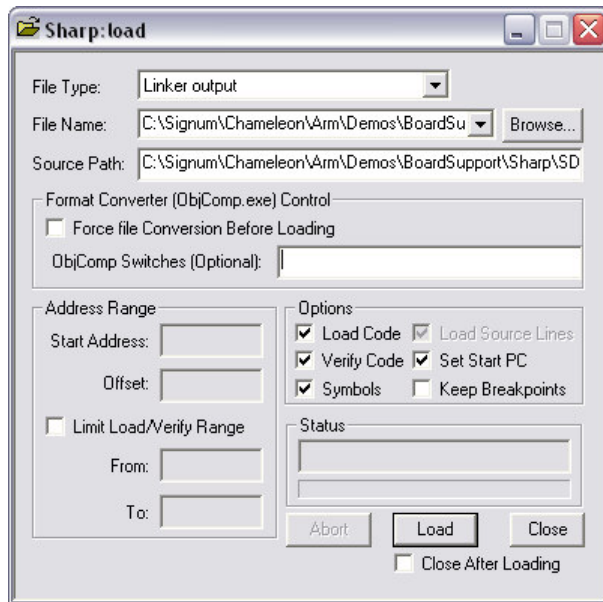 Sharp:load
File Type: Linker output
File Name: C:\Signum\Chameleon\Arm\Demos\BoardSu Browse...
Source Path: C:\Signum\Chameleon\Arm\Demos\BoardSupport\Sharp\SD
Format Converter (ObjComp.exe) Control
Force file Conversion Before Loading
ObjComp Switches (Optional):
Address Range
Start Address:
Offset:
Limit Load/Verify Range
From:
To:
Options
Load Code Load Source Lines
Verify Code Set Start PC
Symbols Keep Breakpoints
Status
Abort Load Close
Close After Loading